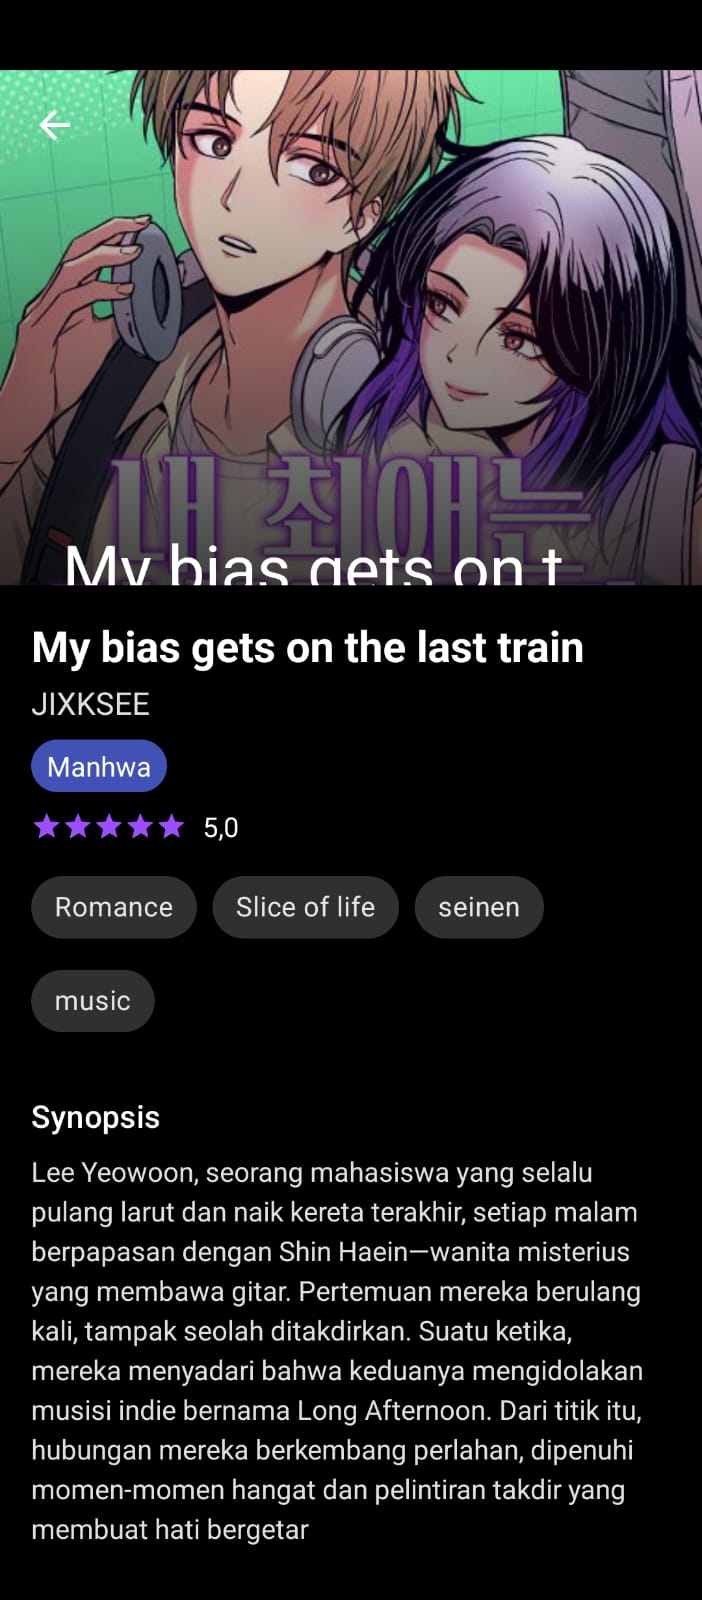 내 최애는
My bias gets on t
My bias gets on the last train
JIXKSEE
Manhwa
5,0
Romance
Slice of life
seinen
music
Synopsis
Lee Yeowoon, seorang mahasiswa yang selalu
pulang larut dan naik kereta terakhir, setiap malam
berpapasan dengan Shin Haein—wanita misterius
yang membawa gitar. Pertemuan mereka berulang
kali, tampak seolah ditakdirkan. Suatu ketika,
mereka menyadari bahwa keduanya mengidolakan
musisi indie bernama Long Afternoon. Dari titik itu,
hubungan mereka berkembang perlahan, dipenuhi
momen-momen hangat dan pelintiran takdir yang
membuat hati bergetar